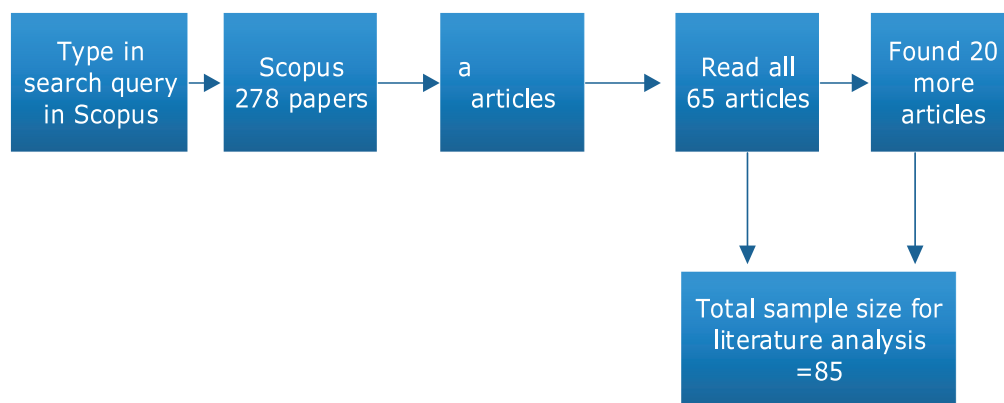 Type in
search query
in Scopus
Scopus
278 papers
a
articles
Read all
65 articles
Found 20
more
articles
Total sample size for
literature analysis
=85